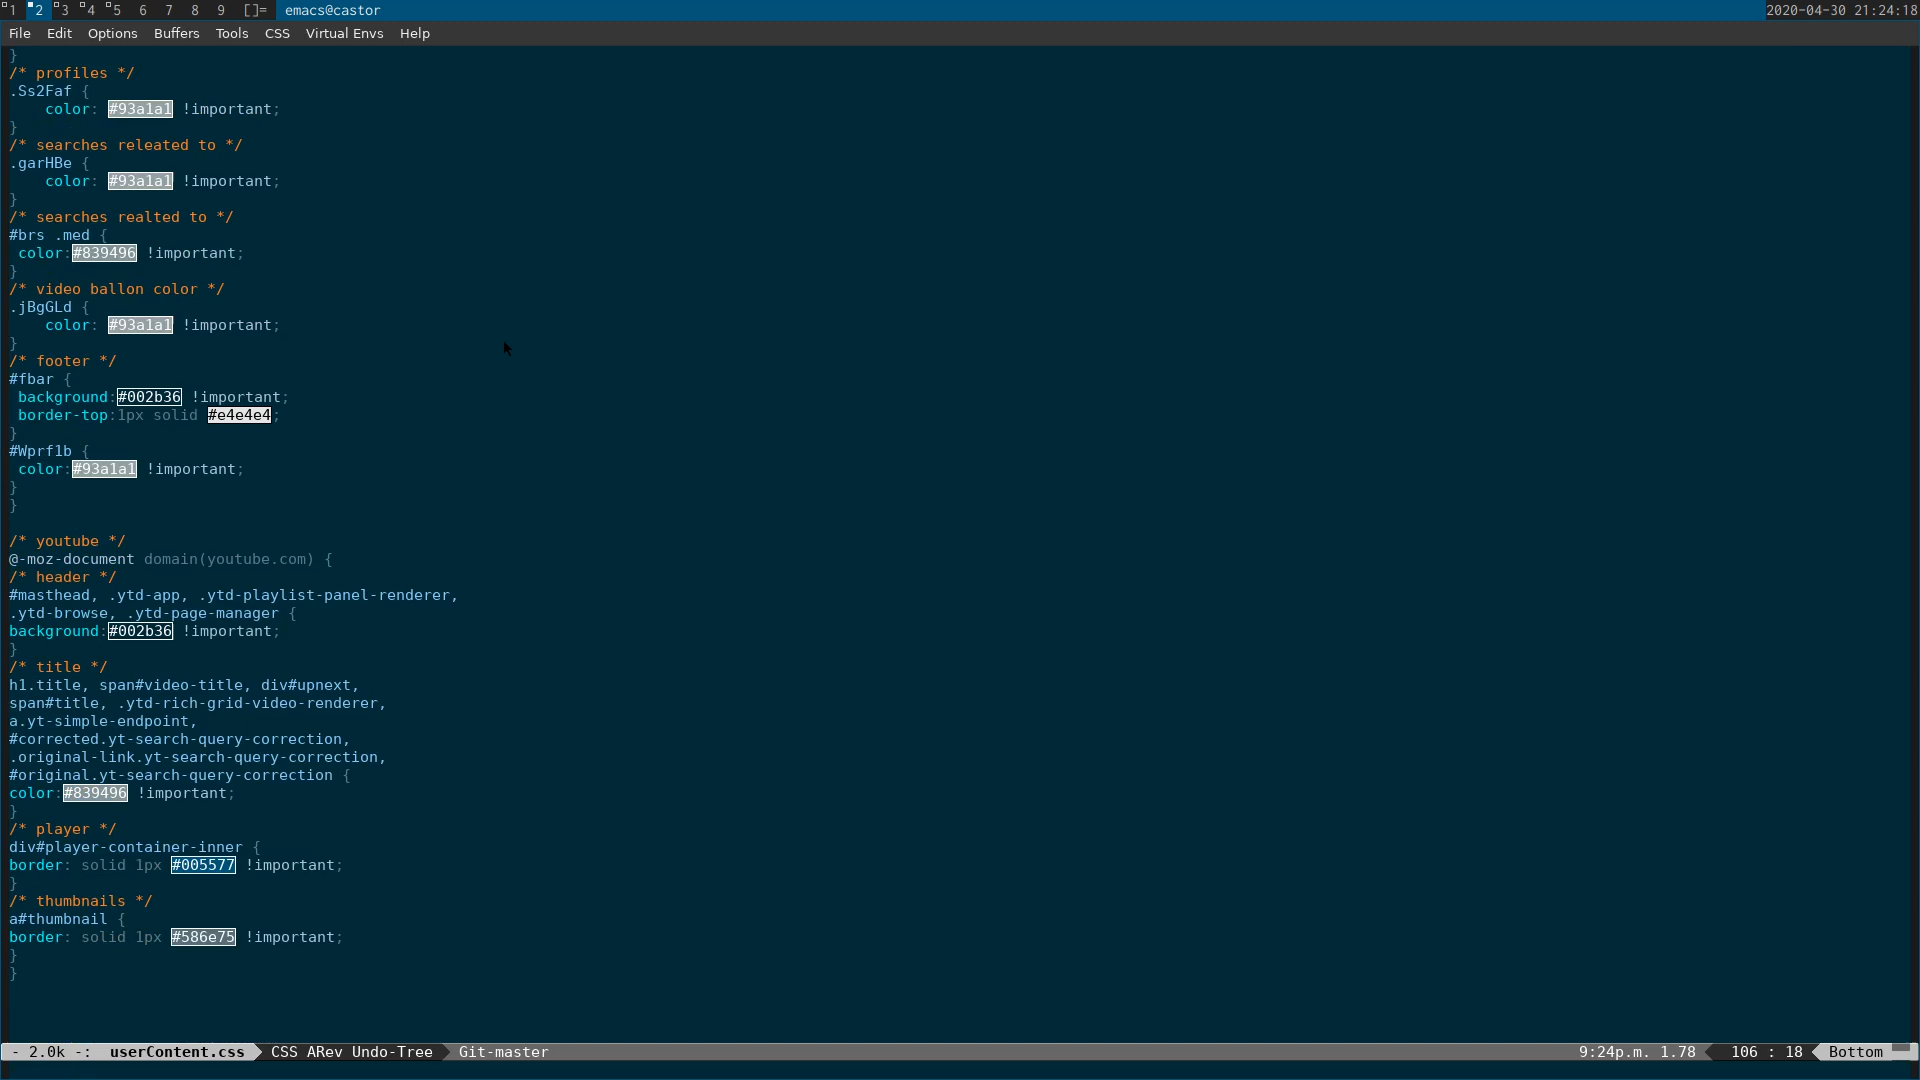 1 2 3 4 5 6 7 8 9 []= emacs@castor 2020-04-30 21:24:18
File Edit Options Buffers Tools CSS Virtual Envs Help
}
/* profiles */
.Ss2Faf {
    color: #93a1a1 !important;
}
/* searches releated to */
.garHBe {
    color: #93a1a1 !important;
}
/* searches realted to */
#brs .med {
 color:#839496 !important;
}
/* video ballon color */
.jBgGLd {
    color: #93a1a1 !important;
}
/* footer */
#fbar {
 background:#002b36 !important;
 border-top:1px solid #e4e4e4;
}
#Wprf1b {
 color:#93a1a1 !important;
}
}
/* youtube */
@-moz-document domain(youtube.com) {
/* header */
#masthead, .ytd-app, .ytd-playlist-panel-renderer,
.ytd-browse, .ytd-page-manager {
background:#002b36 !important;
}
/* title */
h1.title, span#video-title, div#upnext,
span#title, .ytd-rich-grid-video-renderer,
a.yt-simple-endpoint,
#corrected.yt-search-query-correction,
.original-link.yt-search-query-correction,
#original.yt-search-query-correction {
color:#839496 !important;
}
/* player */
div#player-container-inner {
border: solid 1px #005577 !important;
}
/* thumbnails */
a#thumbnail {
border: solid 1px #586e75 !important;
}
}
- 2.0k -: userContent.css CSS ARev Undo-Tree Git-master 9:24p.m. 1.78 106 : 18 Bottom